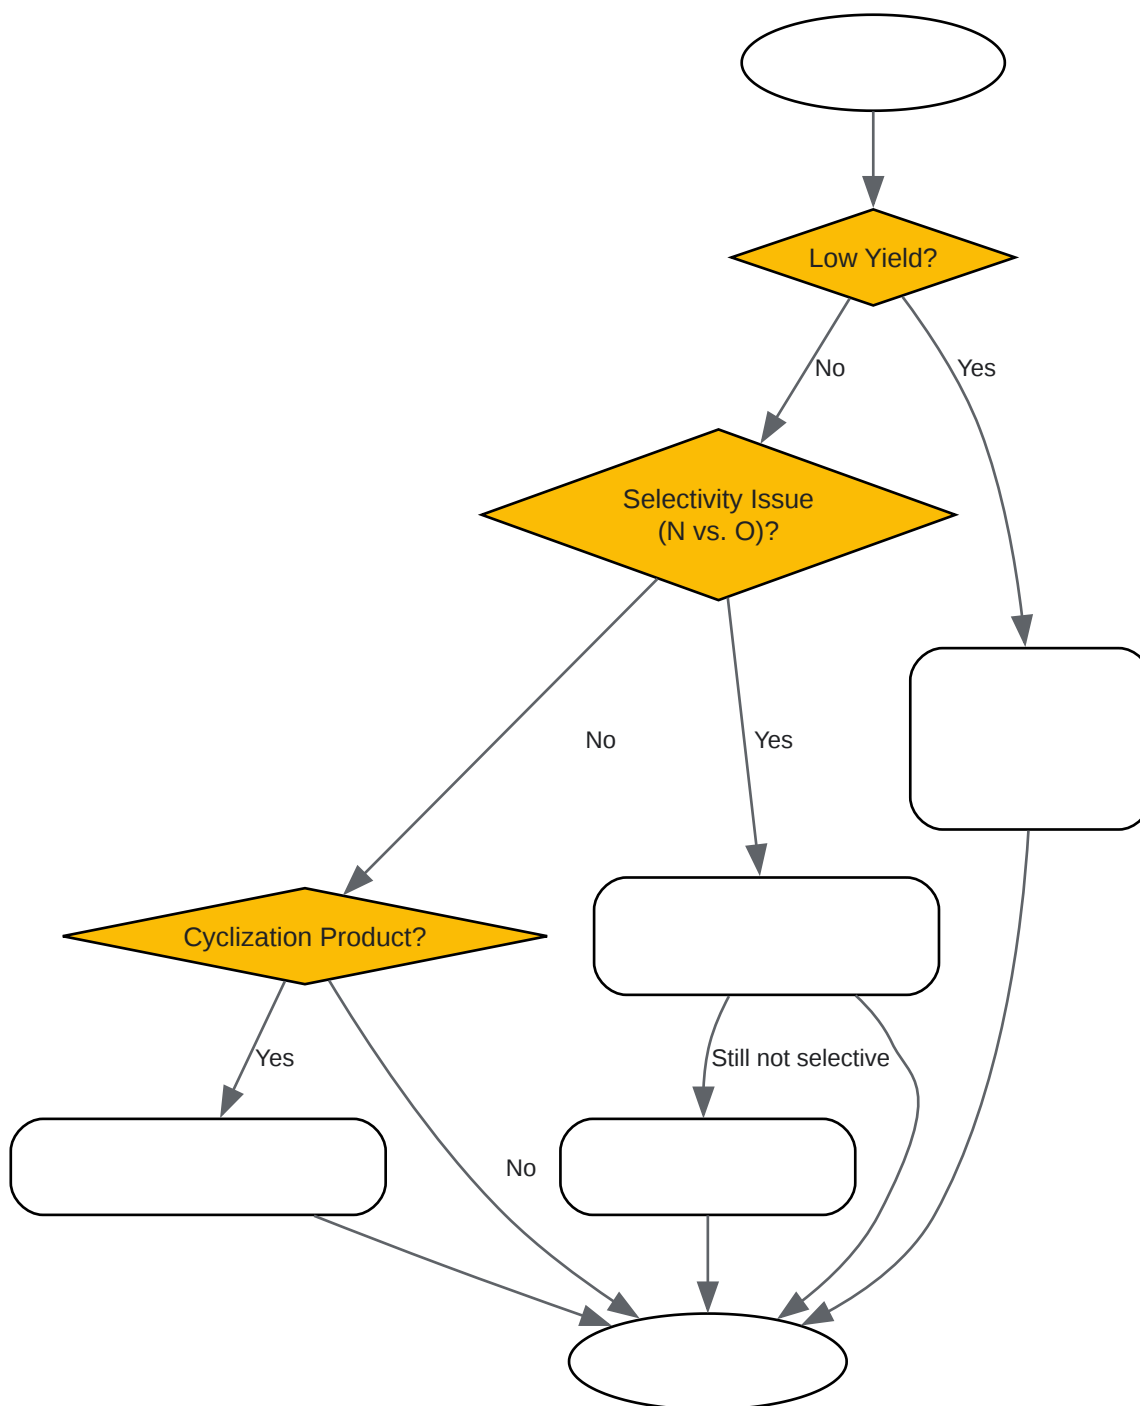 Low Yield?
No
Yes
Selectivity Issue
(N vs. O)?
No
Yes
Cyclization Product?
Yes
Still not selective
No